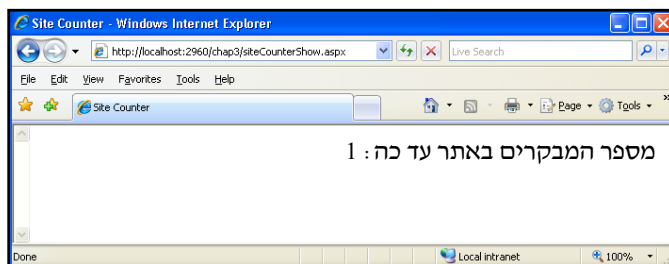 Site Counter - Windows Internet Explorer
http://localhost:2960/chap3/siteCounterShow.aspx
Live Search
File Edit View Favorites Tools Help
Site Counter
Page Tools
מספר המבקרים באתר עד כה : 1
Done Local intranet 100%